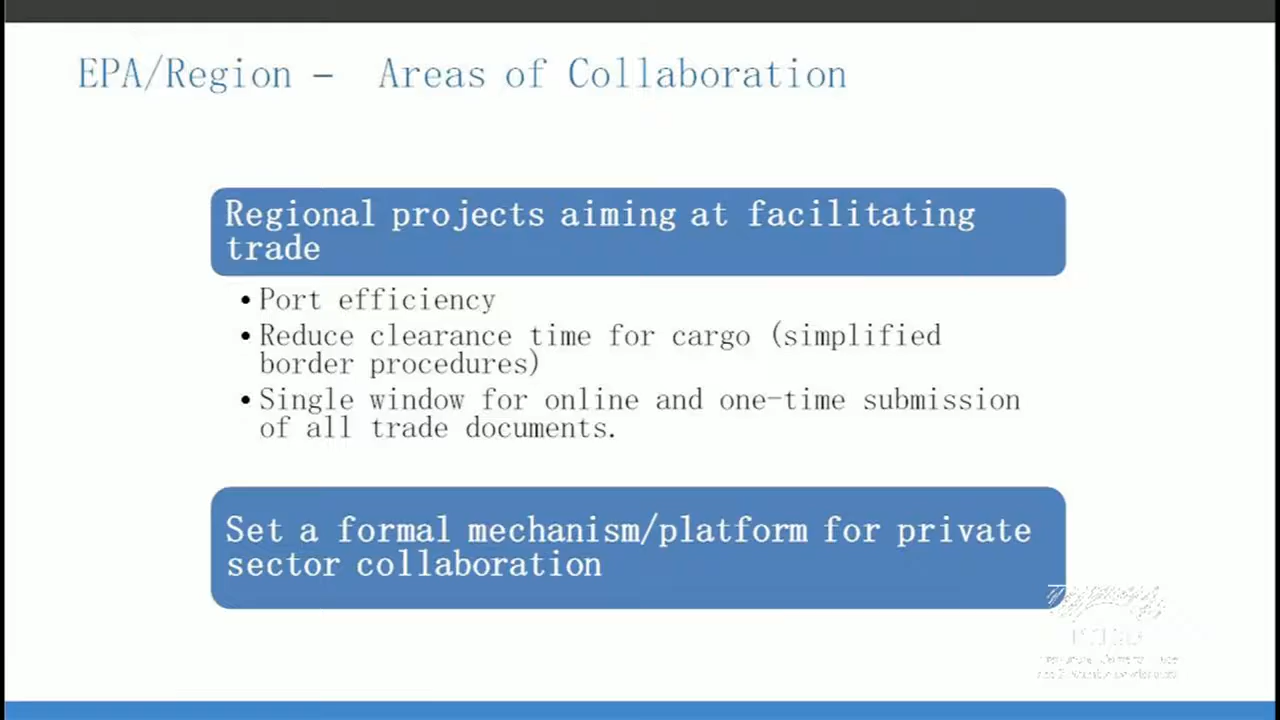 EPA/Region – Areas of Collaboration
Regional projects aiming at facilitating
trade
• Port efficiency
• Reduce clearance time for cargo (simplified
border procedures)
• Single window for online and one-time submission
of all trade documents.
Set a formal mechanism/platform for private
sector collaboration